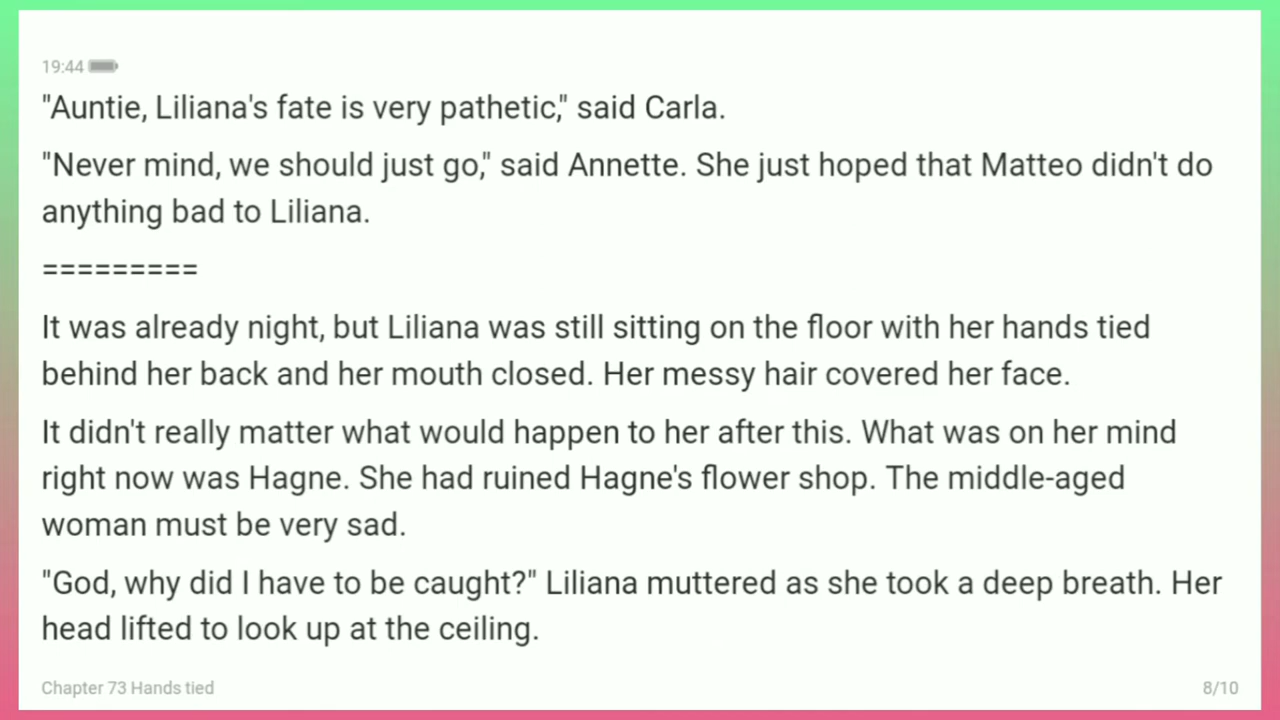 19:44
"Auntie, Liliana's fate is very pathetic," said Carla.
"Never mind, we should just go," said Annette. She just hoped that Matteo didn't do
anything bad to Liliana.
=========
It was already night, but Liliana was still sitting on the floor with her hands tied
behind her back and her mouth closed. Her messy hair covered her face.
It didn't really matter what would happen to her after this. What was on her mind
right now was Hagne. She had ruined Hagne's flower shop. The middle-aged
woman must be very sad.
"God, why did I have to be caught?" Liliana muttered as she took a deep breath. Her
head lifted to look up at the ceiling.
Chapter 73 Hands tied
8/10